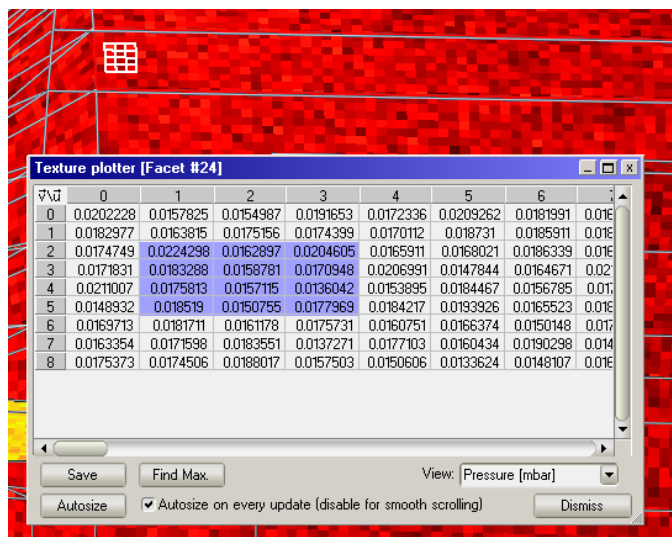 Texture plotter [Facet #24]
v\u 0 1 2 3 4 5 6
0 0.0202228 0.0157825 0.0154987 0.0191653 0.0172336 0.0209262 0.0181991
1 0.0182977 0.0163815 0.0175156 0.0174399 0.0170112 0.018731 0.0185911
2 0.0174749 0.0224298 0.0162897 0.0204605 0.0165911 0.0168021 0.0186339
3 0.0171831 0.0183288 0.0158781 0.0170948 0.0206991 0.0147844 0.0164671
4 0.0211007 0.0175813 0.0157115 0.0136042 0.0153895 0.0184467 0.0156785
5 0.0148932 0.018519 0.0150755 0.0177969 0.0184217 0.0193926 0.0165523
6 0.0169713 0.0181711 0.0161178 0.0175731 0.0160751 0.0166374 0.0150148
7 0.0163354 0.0171598 0.0183551 0.0137271 0.0177103 0.0160434 0.0190298
8 0.0175373 0.0174506 0.0188017 0.0157503 0.0150606 0.0133624 0.0148107
Save Find Max. View: Pressure [mbar]
Autosize Autosize on every update (disable for smooth scrolling) Dismiss